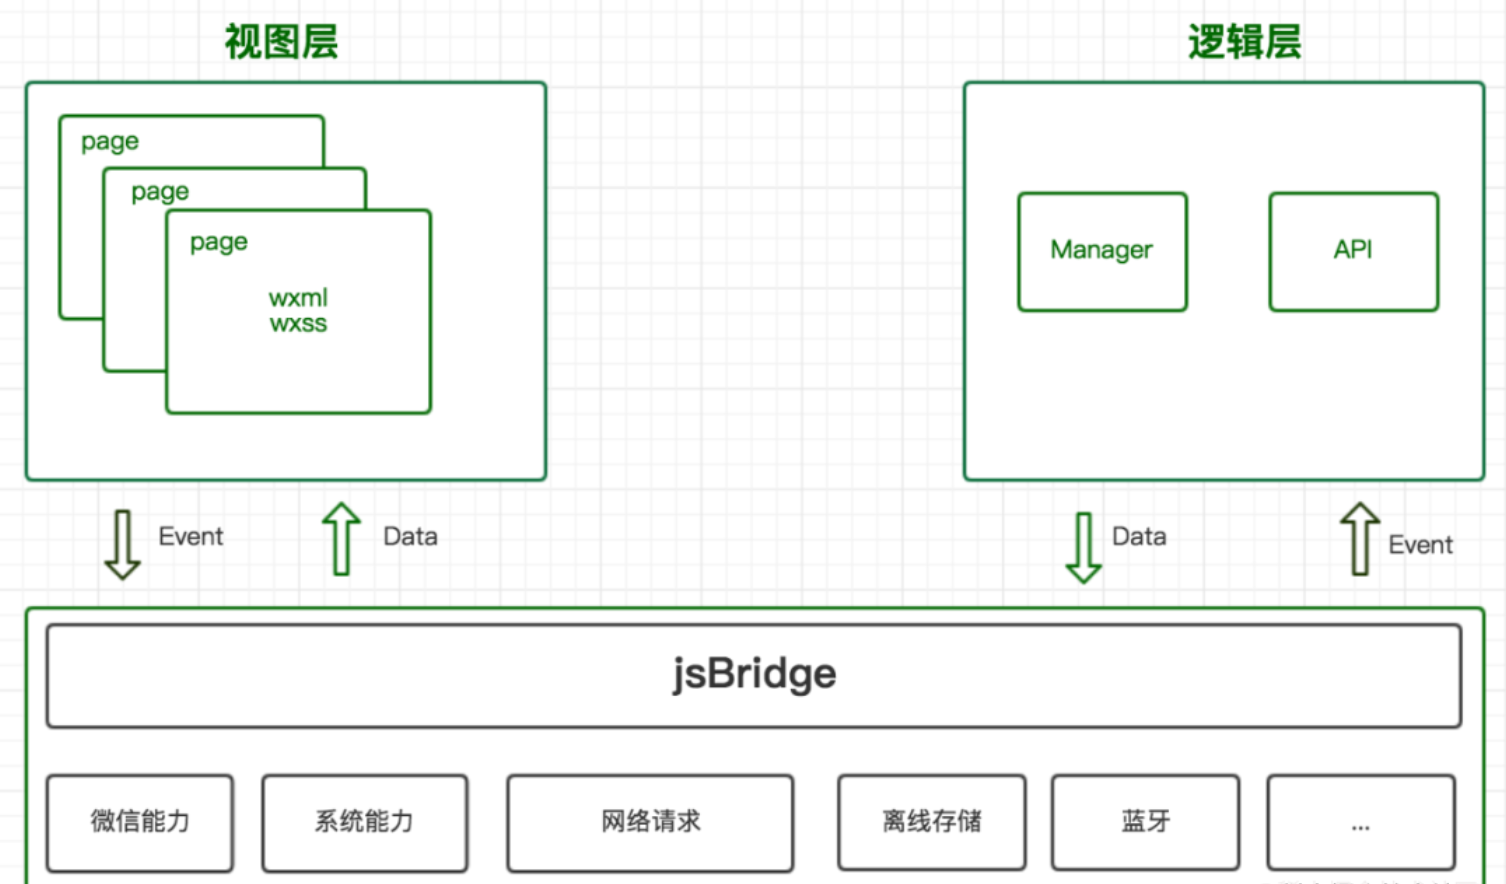 视图层
逻辑层
page
page
page
wxml
wxss
Manager
API
Event
Data
Data
Event
jsBridge
微信能力
系统能力
网络请求
离线存储
蓝牙
...